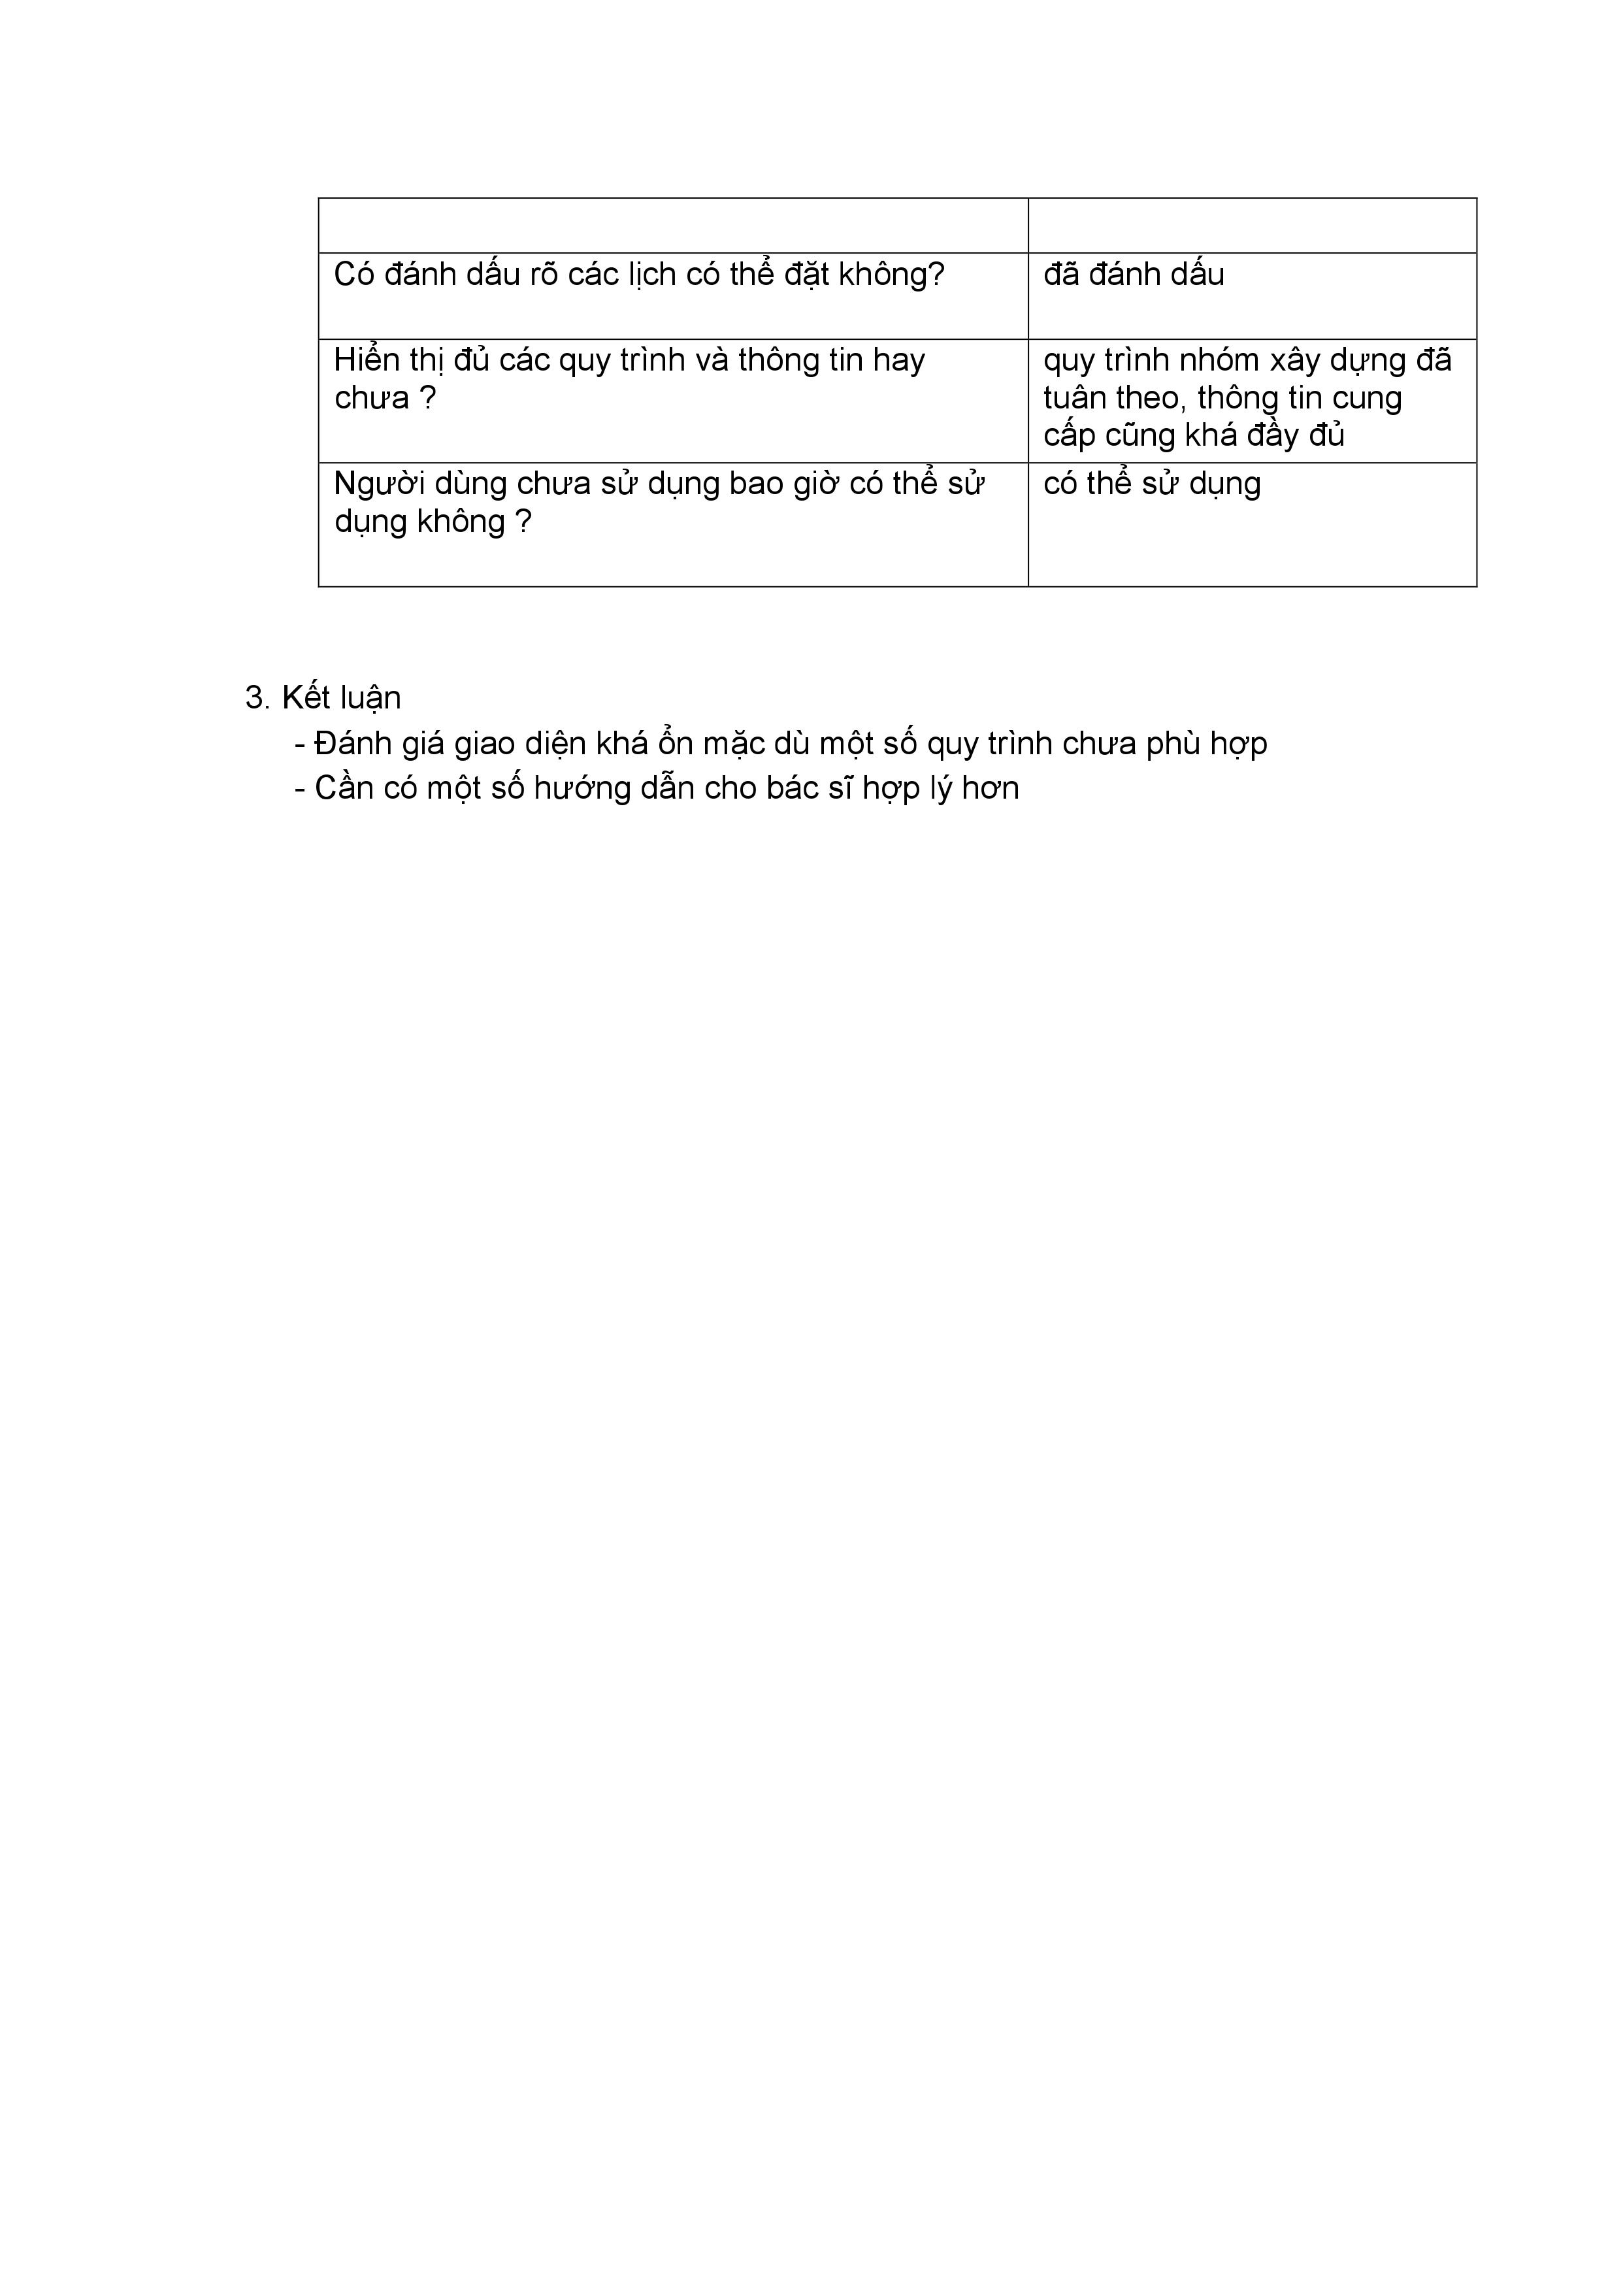 Có đánh dấu rõ các lịch có thể đặt không?
đã đánh dấu
Hiển thị đủ các quy trình và thông tin hay
chưa ?
quy trình nhóm xây dựng đã
tuân theo, thông tin cung
cấp cũng khá đầy đủ
Người dùng chưa sử dụng bao giờ có thể sử
dụng không ?
có thể sử dụng
3. Kết luận
- Đánh giá giao diện khá ổn mặc dù một số quy trình chưa phù hợp
- Cần có một số hướng dẫn cho bác sĩ hợp lý hơn